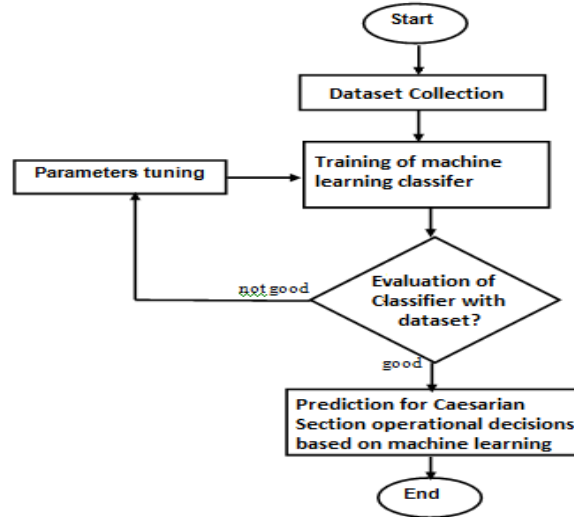 Start
Dataset Collection
Training of machine
learning classifer
Parameters tuning
Evaluation of
Classifier with
dataset?
not good
good
Prediction for Caesarian
Section operational decisions
based on machine learning
End